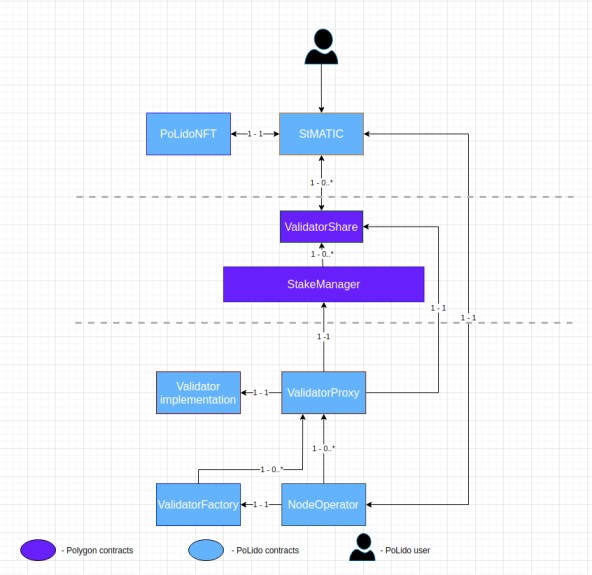 PoLidoNFT
1 - 1
StMATIC
1 - 0..*
ValidatorShare
1 - 0..*
StakeManager
1 - 1
1 - 1
1 -1
Validator
implementation
1 - 1
ValidatorProxy
1 - 0..*
1 - 0..*
ValidatorFactory
1 - 1
NodeOperator
- Polygon contracts
- PoLido contracts
- PoLido user